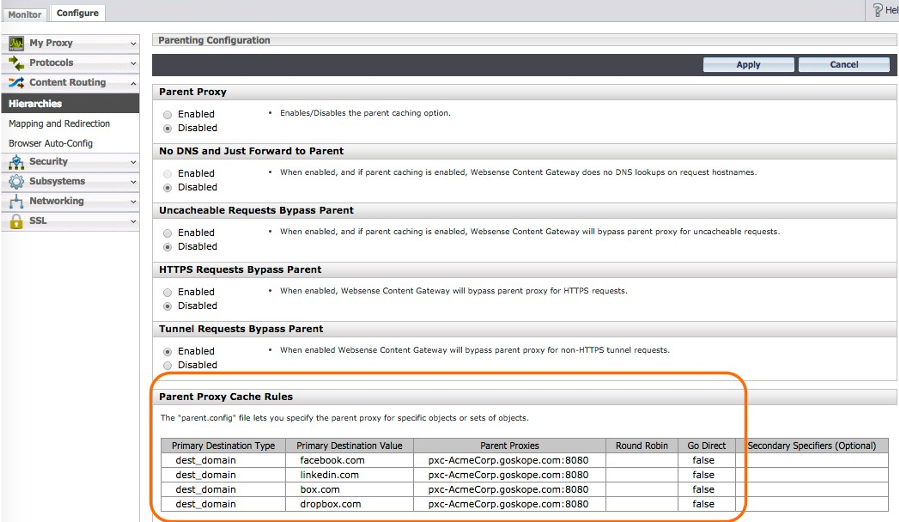 Monitor Configure Hel
My Proxy
Protocols
Content Routing
Hierarchies
Mapping and Redirection
Browser Auto-Config
Security
Subsystems
Networking
SSL
Parenting Configuration
Apply Cancel
Parent Proxy
Enabled • Enables/Disables the parent caching option.
Disabled
No DNS and Just Forward to Parent
Enabled • When enabled, and if parent caching is enabled, Websense Content Gateway does no DNS lookups on request hostnames.
Disabled
Uncacheable Requests Bypass Parent
Enabled • When enabled, and if parent caching is enabled, Websense Content Gateway will bypass parent proxy for uncacheable requests.
Disabled
HTTPS Requests Bypass Parent
Enabled • When enabled, Websense Content Gateway will bypass parent proxy for HTTPS requests.
Disabled
Tunnel Requests Bypass Parent
Enabled • When enabled Websense Content Gateway will bypass parent proxy for non-HTTPS tunnel requests.
Disabled
Parent Proxy Cache Rules
The "parent.config" file lets you specify the parent proxy for specific objects or sets of objects.
Primary Destination Type Primary Destination Value Parent Proxies Round Robin Go Direct Secondary Specifiers (Optional)
dest_domain facebook.com pxc-AcmeCorp.goskope.com:8080 false
dest_domain linkedin.com pxc-AcmeCorp.goskope.com:8080 false
dest_domain box.com pxc-AcmeCorp.goskope.com:8080 false
dest_domain dropbox.com pxc-AcmeCorp.goskope.com:8080 false